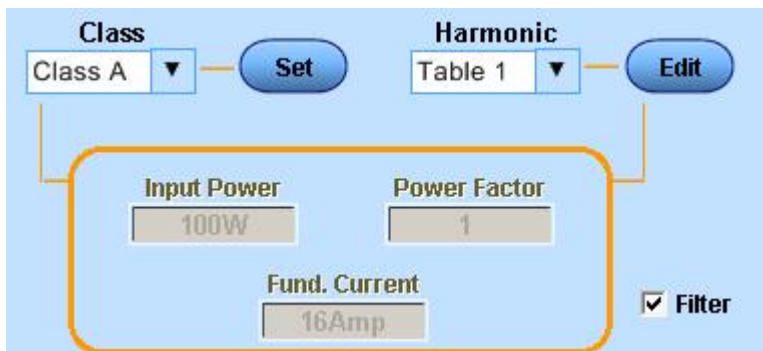 Class Harmonic
Class A Set Table 1 Edit
Input Power Power Factor
100W 1
Fund. Current
16Amp
Filter